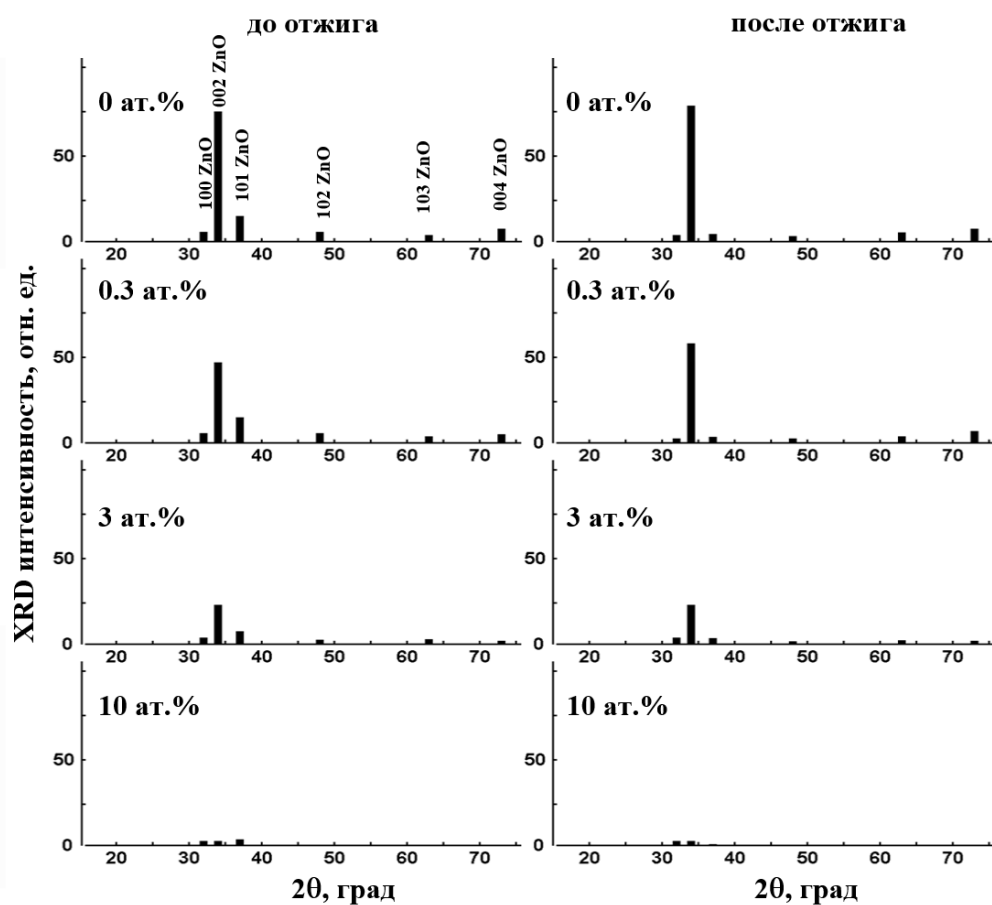 до отжига
после отжига
XRD интенсивность, отн. ед.
0 ат.%
100 ZnO
002 ZnO
101 ZnO
102 ZnO
103 ZnO
004 ZnO
50
0
20 30 40 50 60 70
0 ат.%
50
0
20 30 40 50 60 70
0.3 ат.%
50
0
20 30 40 50 60 70
0.3 ат.%
50
0
20 30 40 50 60 70
3 ат.%
50
0
20 30 40 50 60 70
3 ат.%
50
0
20 30 40 50 60 70
10 ат.%
50
0
20 30 40 50 60 70
10 ат.%
50
0
20 30 40 50 60 70
2θ, град
2θ, град